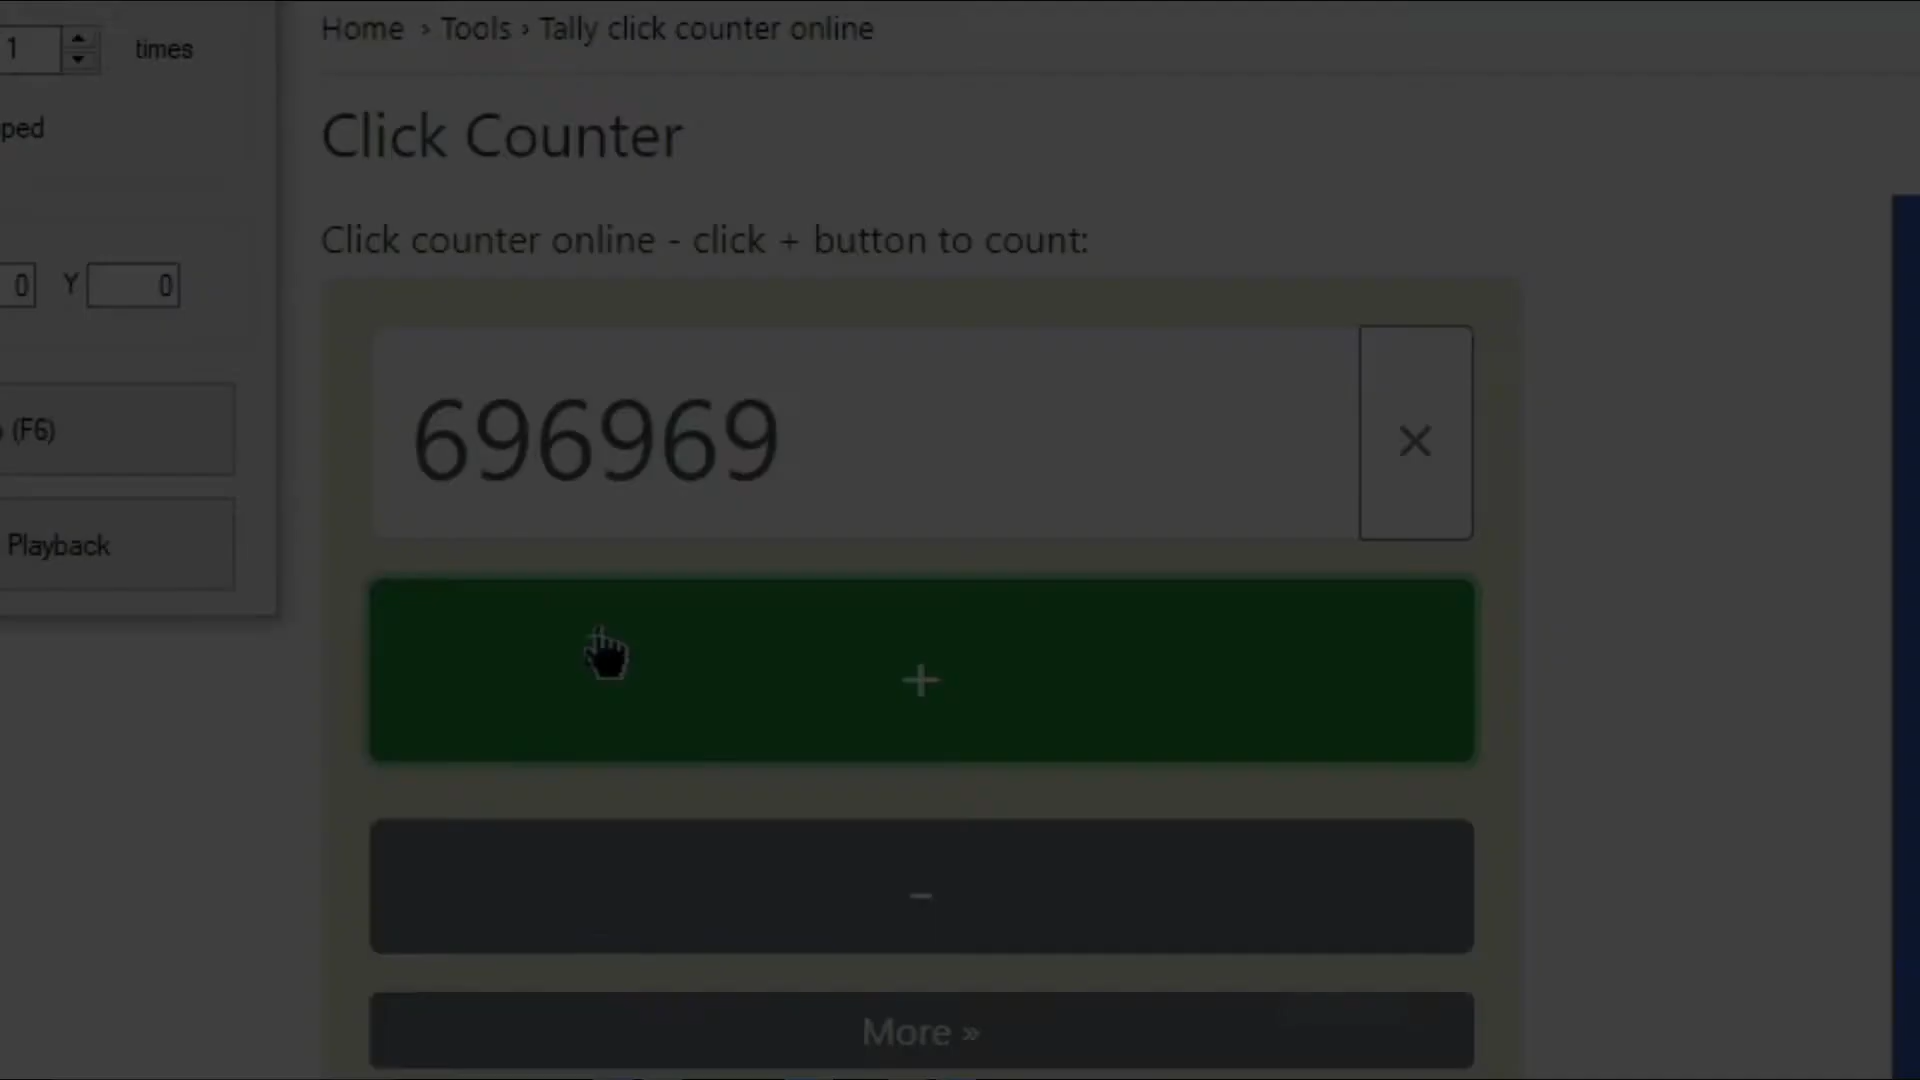 1 times
Home › Tools › Tally click counter online
Click Counter
Click counter online - click + button to count:
0 Y 0
696969
×
(F6)
+
Playback
-
More »